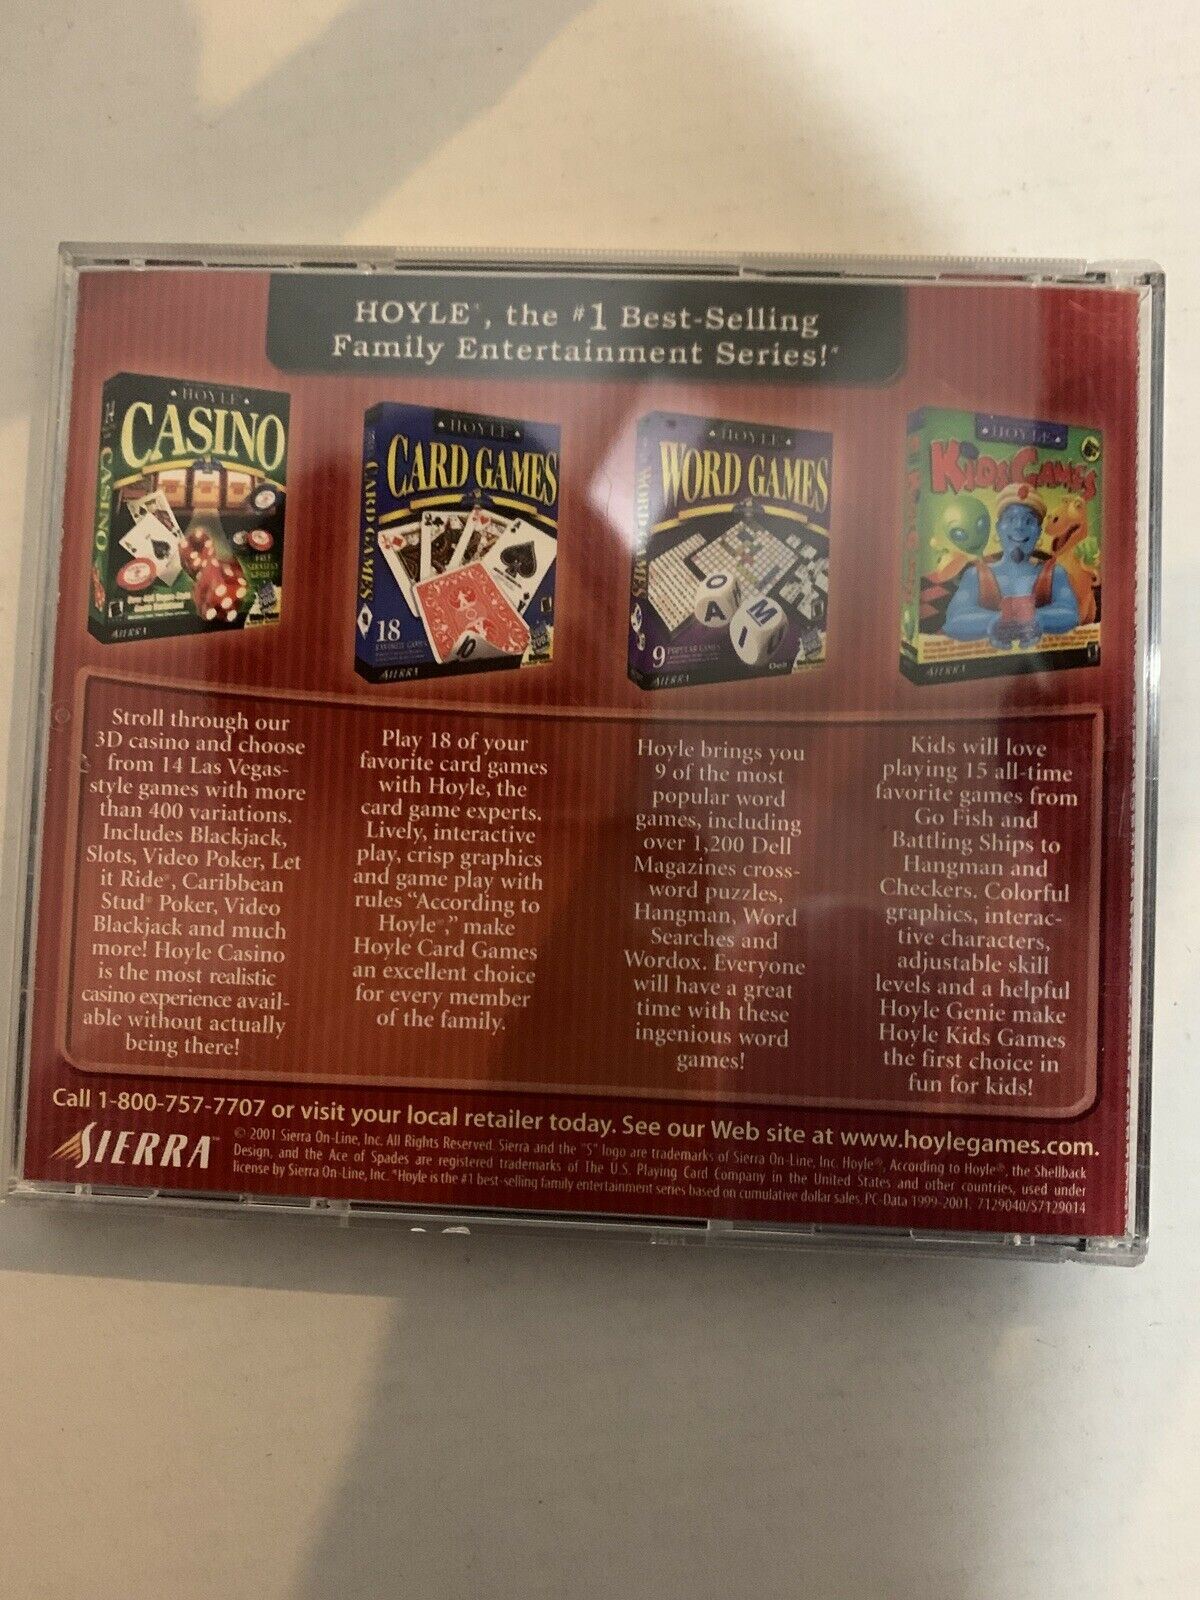 HOYLE®, the #1 Best-Selling
Family Entertainment Series!*
HOYLE
CASINO
CASINO
SIERRA
HOYLE
CARD GAMES
CARD GAMES
18
FAVORITE GAMES
SIERRA
HOYLE
WORD GAMES
WORD GAMES
9 POPULAR GAMES
Dell
SIERRA
HOYLE
KIDS GAMES
SIERRA
Stroll through our
3D casino and choose
from 14 Las Vegas-
style games with more
than 400 variations.
Includes Blackjack,
Slots, Video Poker, Let
it Ride®, Caribbean
Stud® Poker, Video
Blackjack and much
more! Hoyle Casino
is the most realistic
casino experience avail-
able without actually
being there!
Play 18 of your
favorite card games
with Hoyle, the
card game experts.
Lively, interactive
play, crisp graphics
and game play with
rules "According to
Hoyle®," make
Hoyle Card Games
an excellent choice
for every member
of the family.
Hoyle brings you
9 of the most
popular word
games, including
over 1,200 Dell
Magazines cross-
word puzzles,
Hangman, Word
Searches and
Wordox. Everyone
will have a great
time with these
ingenious word
games!
Kids will love
playing 15 all-time
favorite games from
Go Fish and
Battling Ships to
Hangman and
Checkers. Colorful
graphics, interac-
tive characters,
adjustable skill
levels and a helpful
Hoyle Genie make
Hoyle Kids Games
the first choice in
fun for kids!
Call 1-800-757-7707 or visit your local retailer today. See our Web site at www.hoylegames.com.
SIERRA™
©2001 Sierra On-Line, Inc. All Rights Reserved. Sierra and the "S" logo are trademarks of Sierra On-Line, Inc. Hoyle®, According to Hoyle®, the Shellback
Design, and the Ace of Spades are registered trademarks of The U.S. Playing Card Company in the United States and other countries, used under
license by Sierra On-Line, Inc. *Hoyle is the #1 best-selling family entertainment series based on cumulative dollar sales, PC-Data 1999-2001. 7129040/S7129014